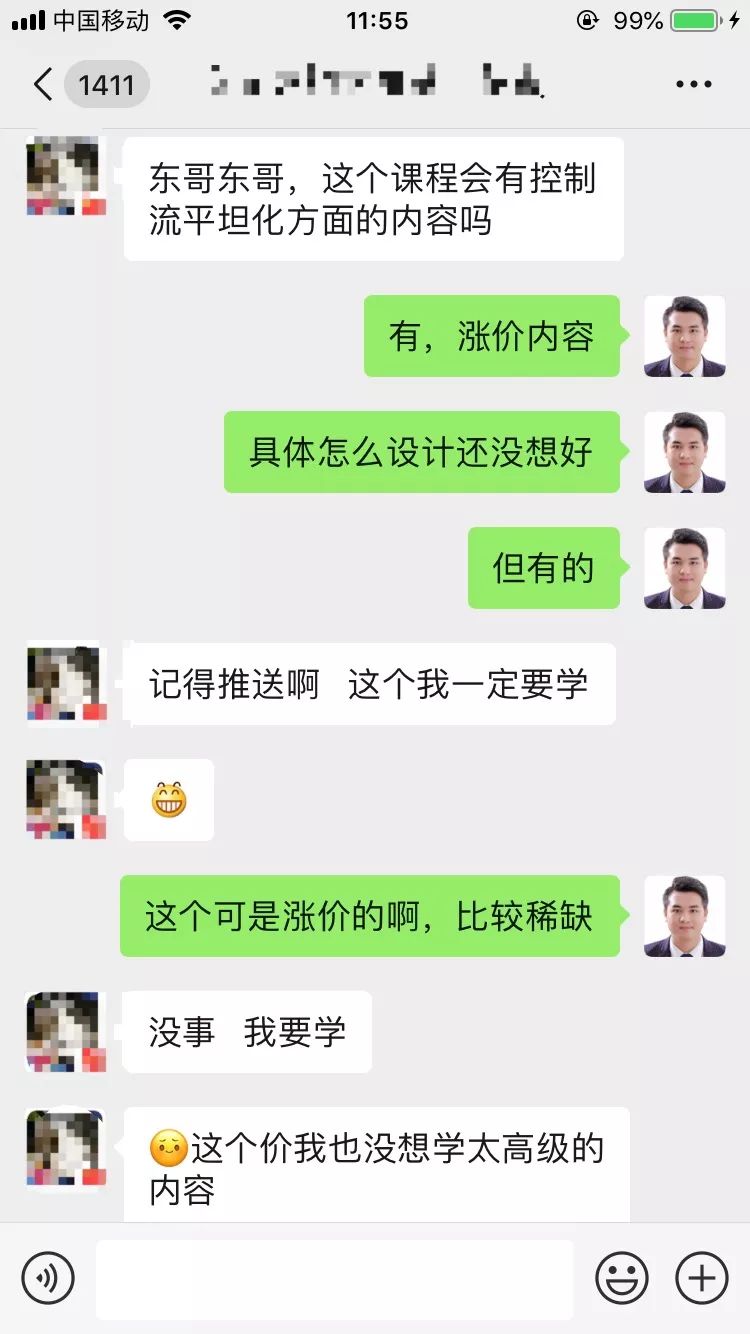 中国移动
11:55
99%
1411
东哥东哥，这个课程会有控制
流平坦化方面的内容吗
有，涨价内容
具体怎么设计还没想好
但有的
记得推送啊 这个我一定要学
这个可是涨价的啊，比较稀缺
没事 我要学
这个价我也没想学太高级的
内容